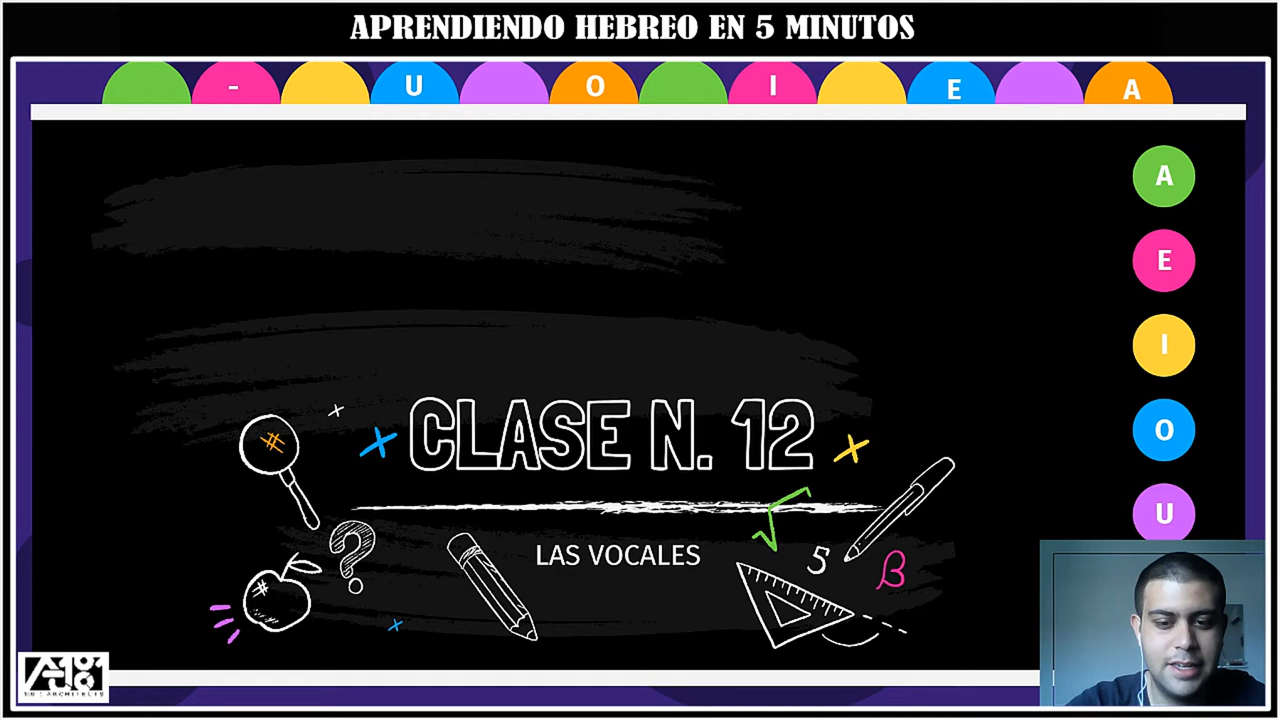 APRENDIENDO HEBREO EN 5 MINUTOS
- U O I E A
A
E
I
O
U
CLASE N. 12
LAS VOCALES
5
β